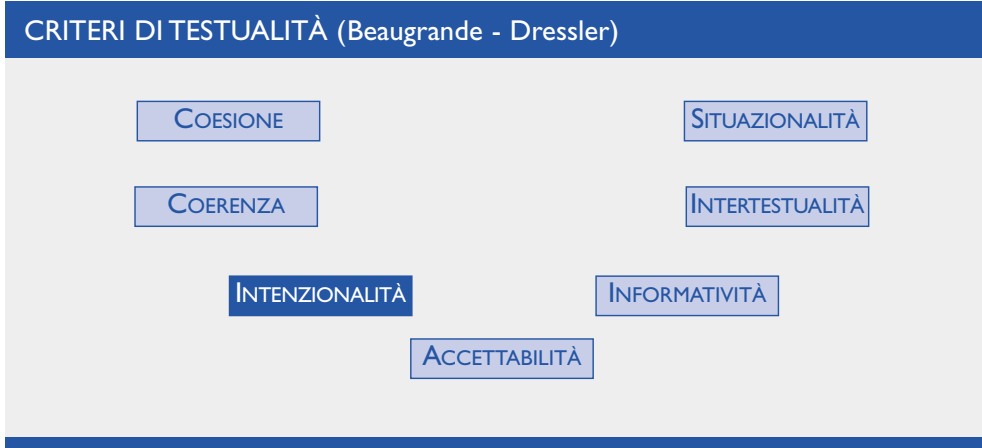 CRITERI DI TESTUALITÀ (Beaugrande - Dressler)
COESIONE
SITUAZIONALITÀ
COERENZA
INTERTESTUALITÀ
INTENZIONALITÀ
INFORMATIVITÀ
ACCETTABILITÀ